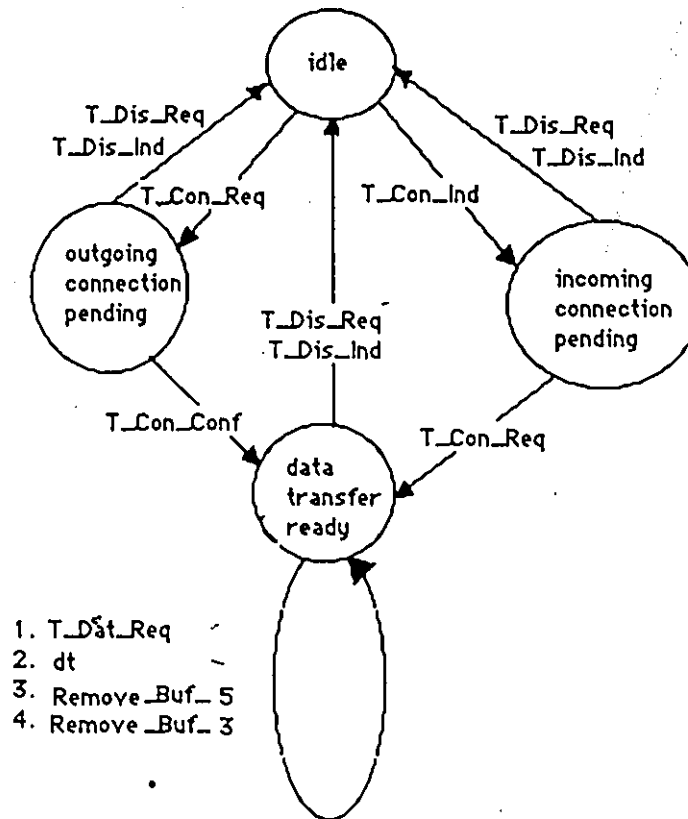 idle
T_Dis_Req
T_Dis_Ind
T_Dis_Req
T_Dis_Ind
T_Con_Req
T_Con_Ind
outgoing
connection
pending
incoming
connection
pending
T_Dis_Req
T_Dis_Ind
T_Con_Conf
T_Con_Req
data
transfer
ready
1. T_Dat_Req
2. dt
3. Remove_Buf_5
4. Remove_Buf_3